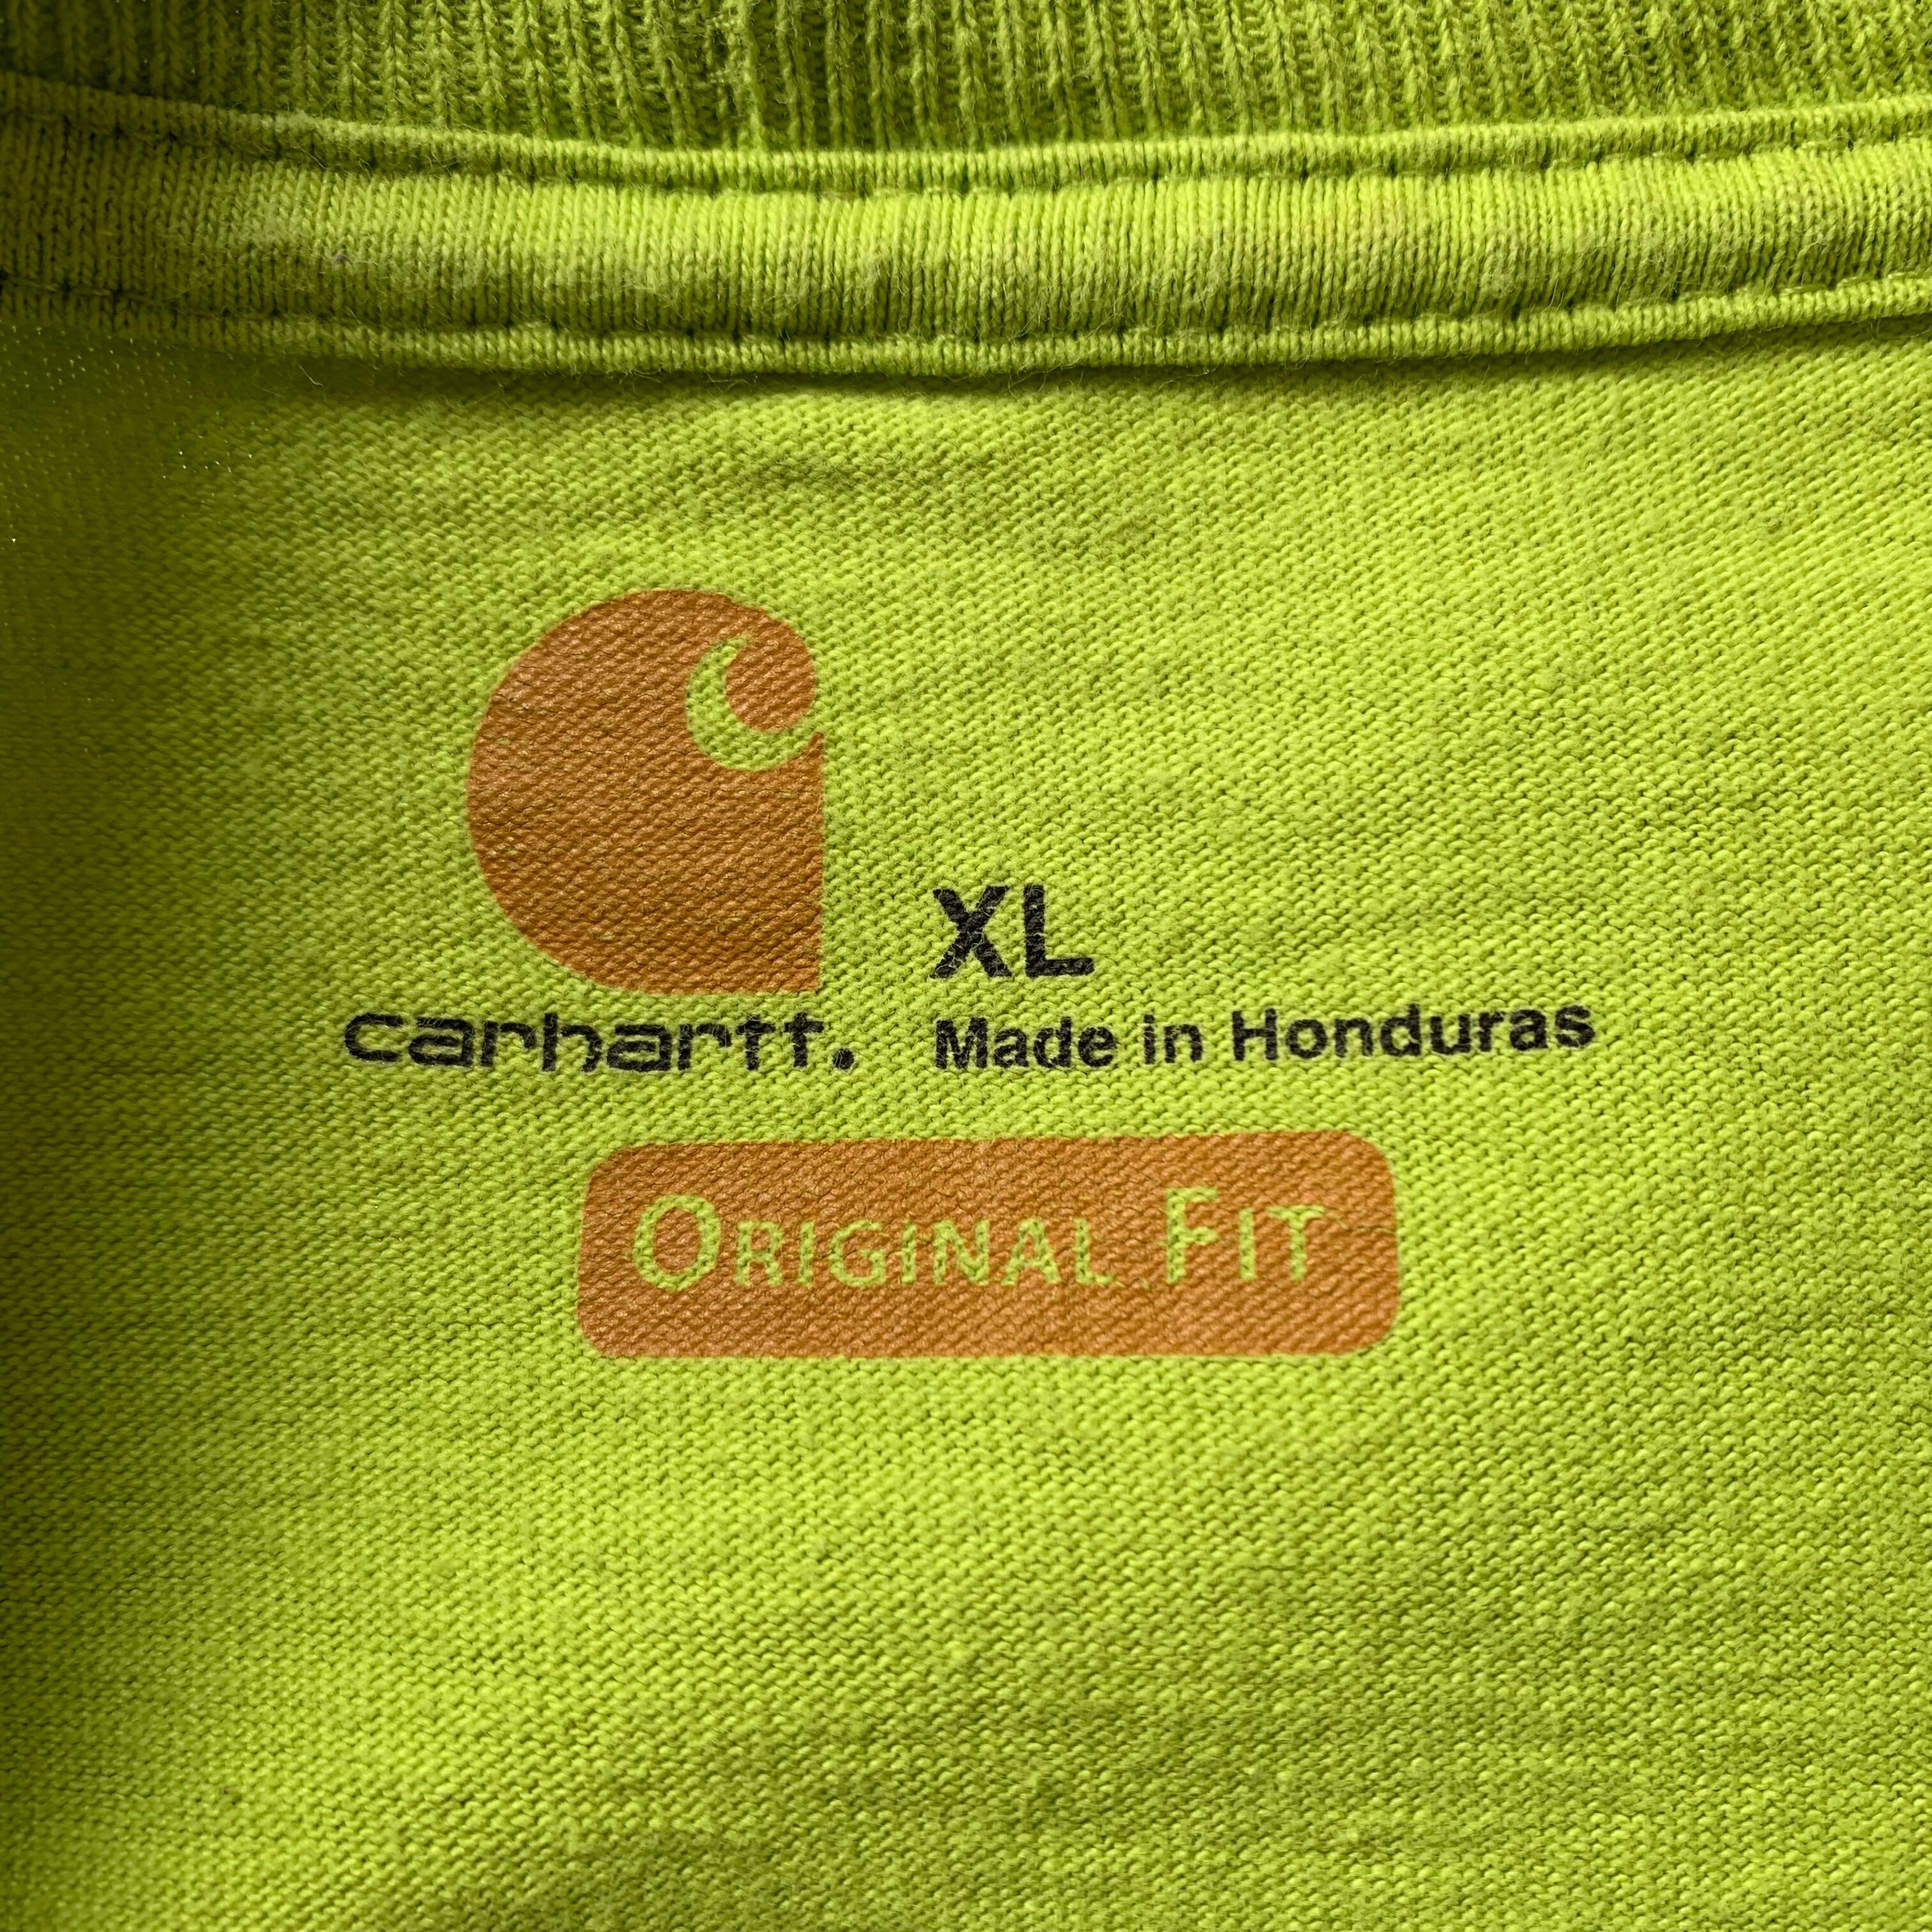 XL
carhartt. Made in Honduras
ORIGINAL FIT